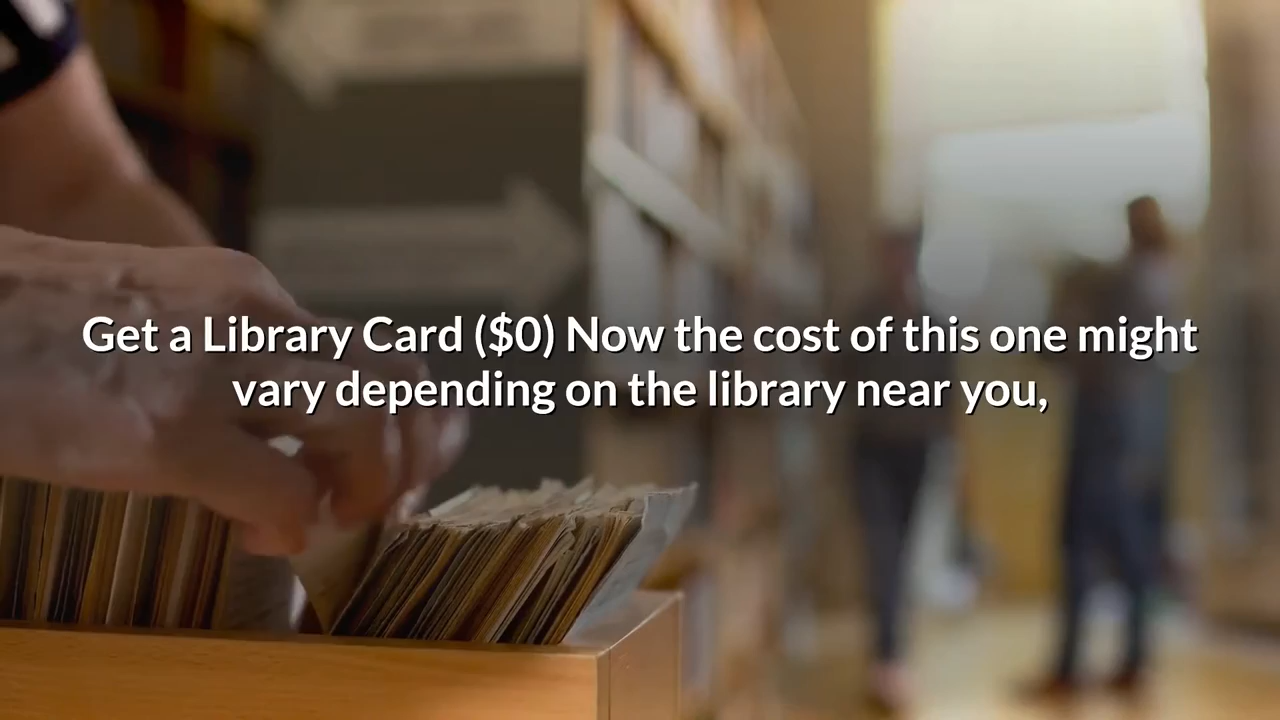 Get a Library Card ($0) Now the cost of this one might
vary depending on the library near you,